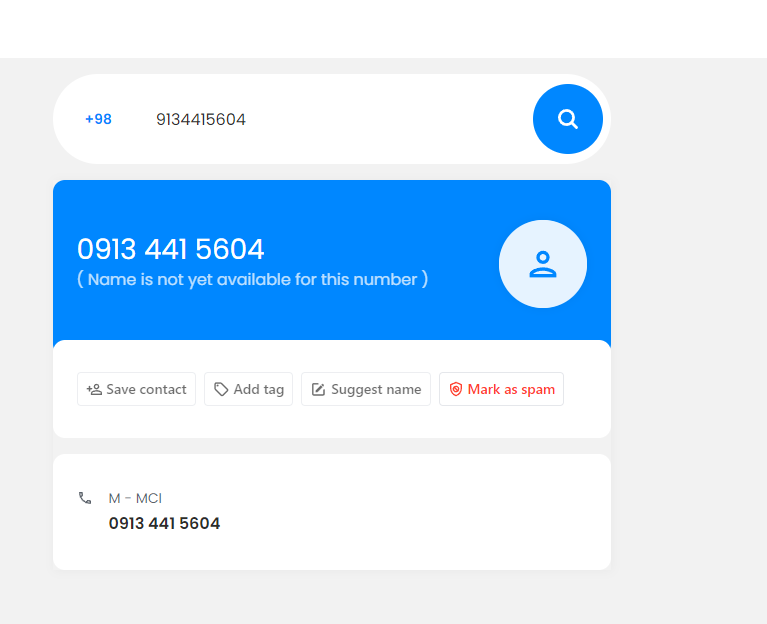 +98 9134415604
0913 441 5604
( Name is not yet available for this number )
Save contact Add tag Suggest name Mark as spam
M - MCI
0913 441 5604